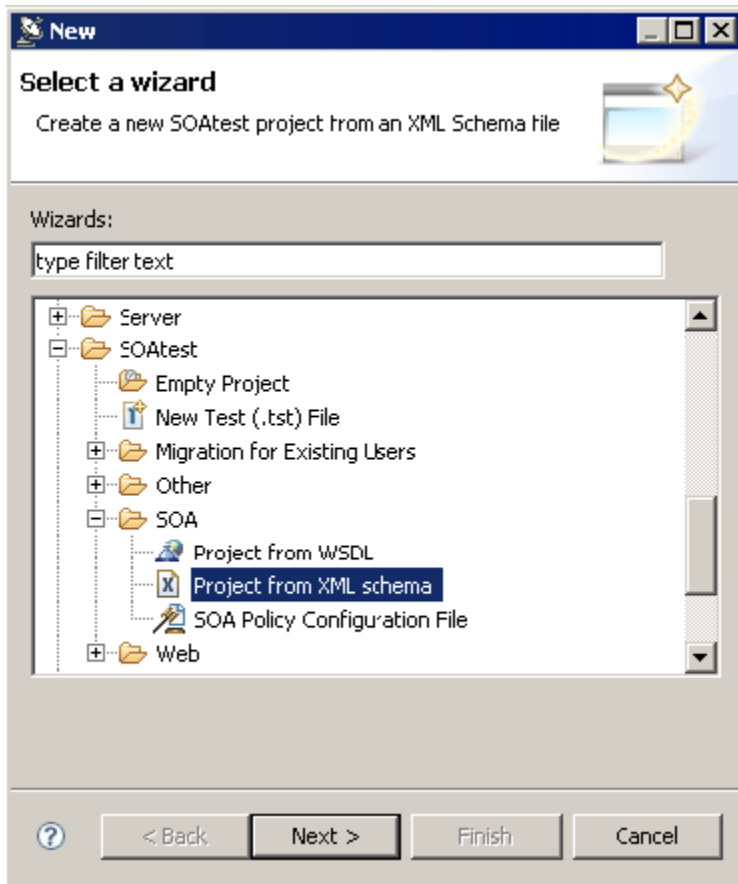 New
Select a wizard
Create a new SOAtest project from an XML Schema file
Wizards:
type filter text
Server
SOAtest
Empty Project
New Test (.tst) File
Migration for Existing Users
Other
SOA
Project from WSDL
Project from XML schema
SOA Policy Configuration File
Web
? < Back Next > Finish Cancel